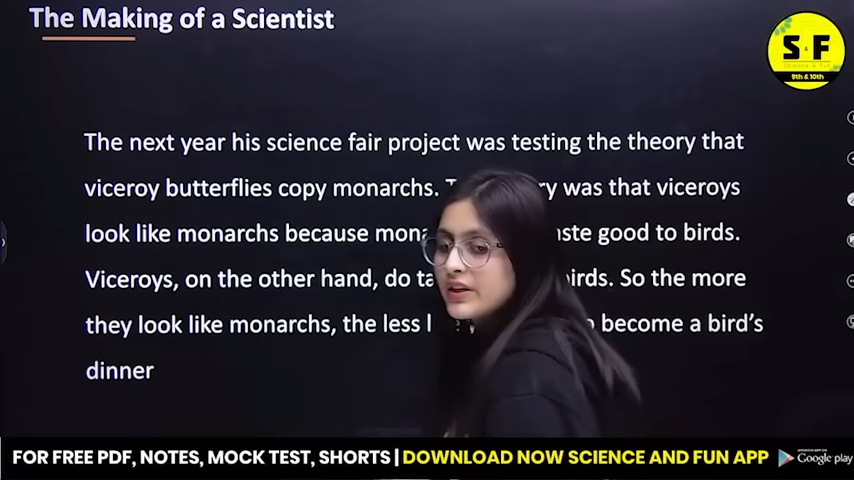 The Making of a Scientist
S & F
9th & 10th
The next year his science fair project was testing the theory that
viceroy butterflies copy monarchs. was that viceroys
look like monarchs because good to birds.
Viceroys, on the other hand, do birds. So the more
they look like monarchs, the less become a bird's
dinner
FOR FREE PDF, NOTES, MOCK TEST, SHORTS | DOWNLOAD NOW SCIENCE AND FUN APP Google play